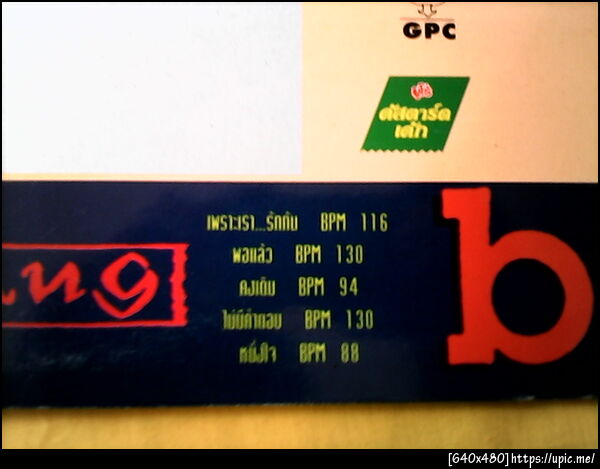 GPC
คัสตาร์ด
เค้ก
เพราะเรา...รักกัน BPM 116
พอแล้ว BPM 130
คงเดิม BPM 94
ไม่มีคำตอบ BPM 130
หยิ่งใจ BPM 88
b
[640x480]https://upic.me/